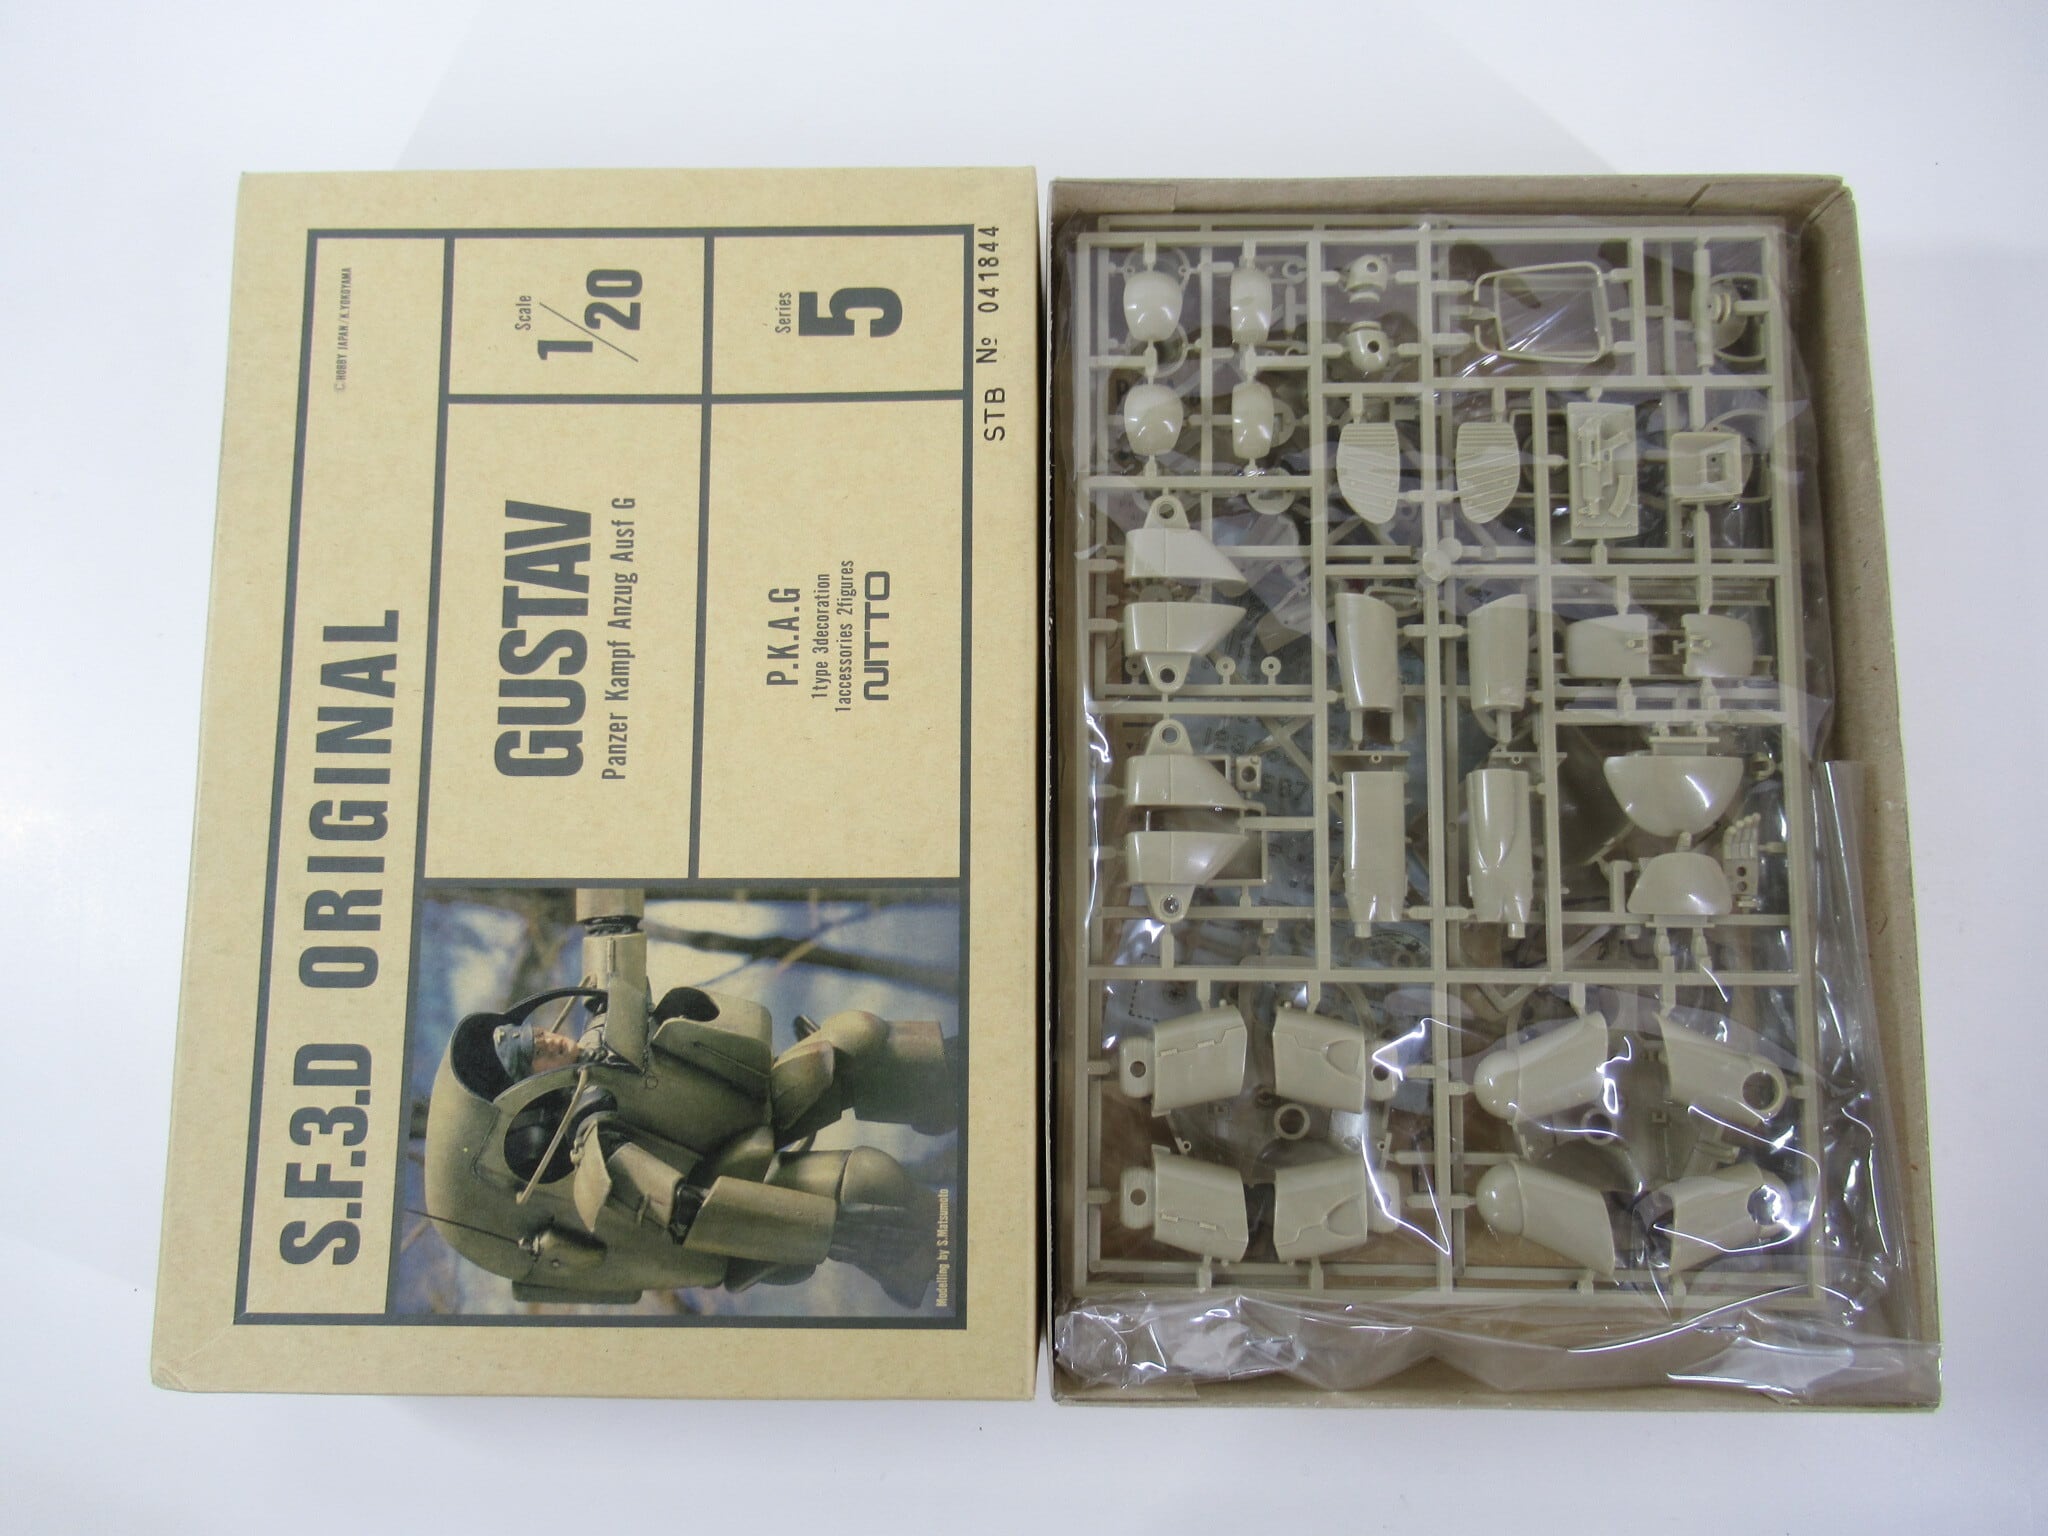 S.F.3.D ORIGINAL
© HOBBY JAPAN/K.YOKOYAMA
GUSTAV
Panzer Kampf Anzug Ausf G
Scale
1/20
P.K.A.G
1type 3decoration
1accessories 2figures
NITTO
Series
5
Modelling by S.Matsumoto
STB № 041844